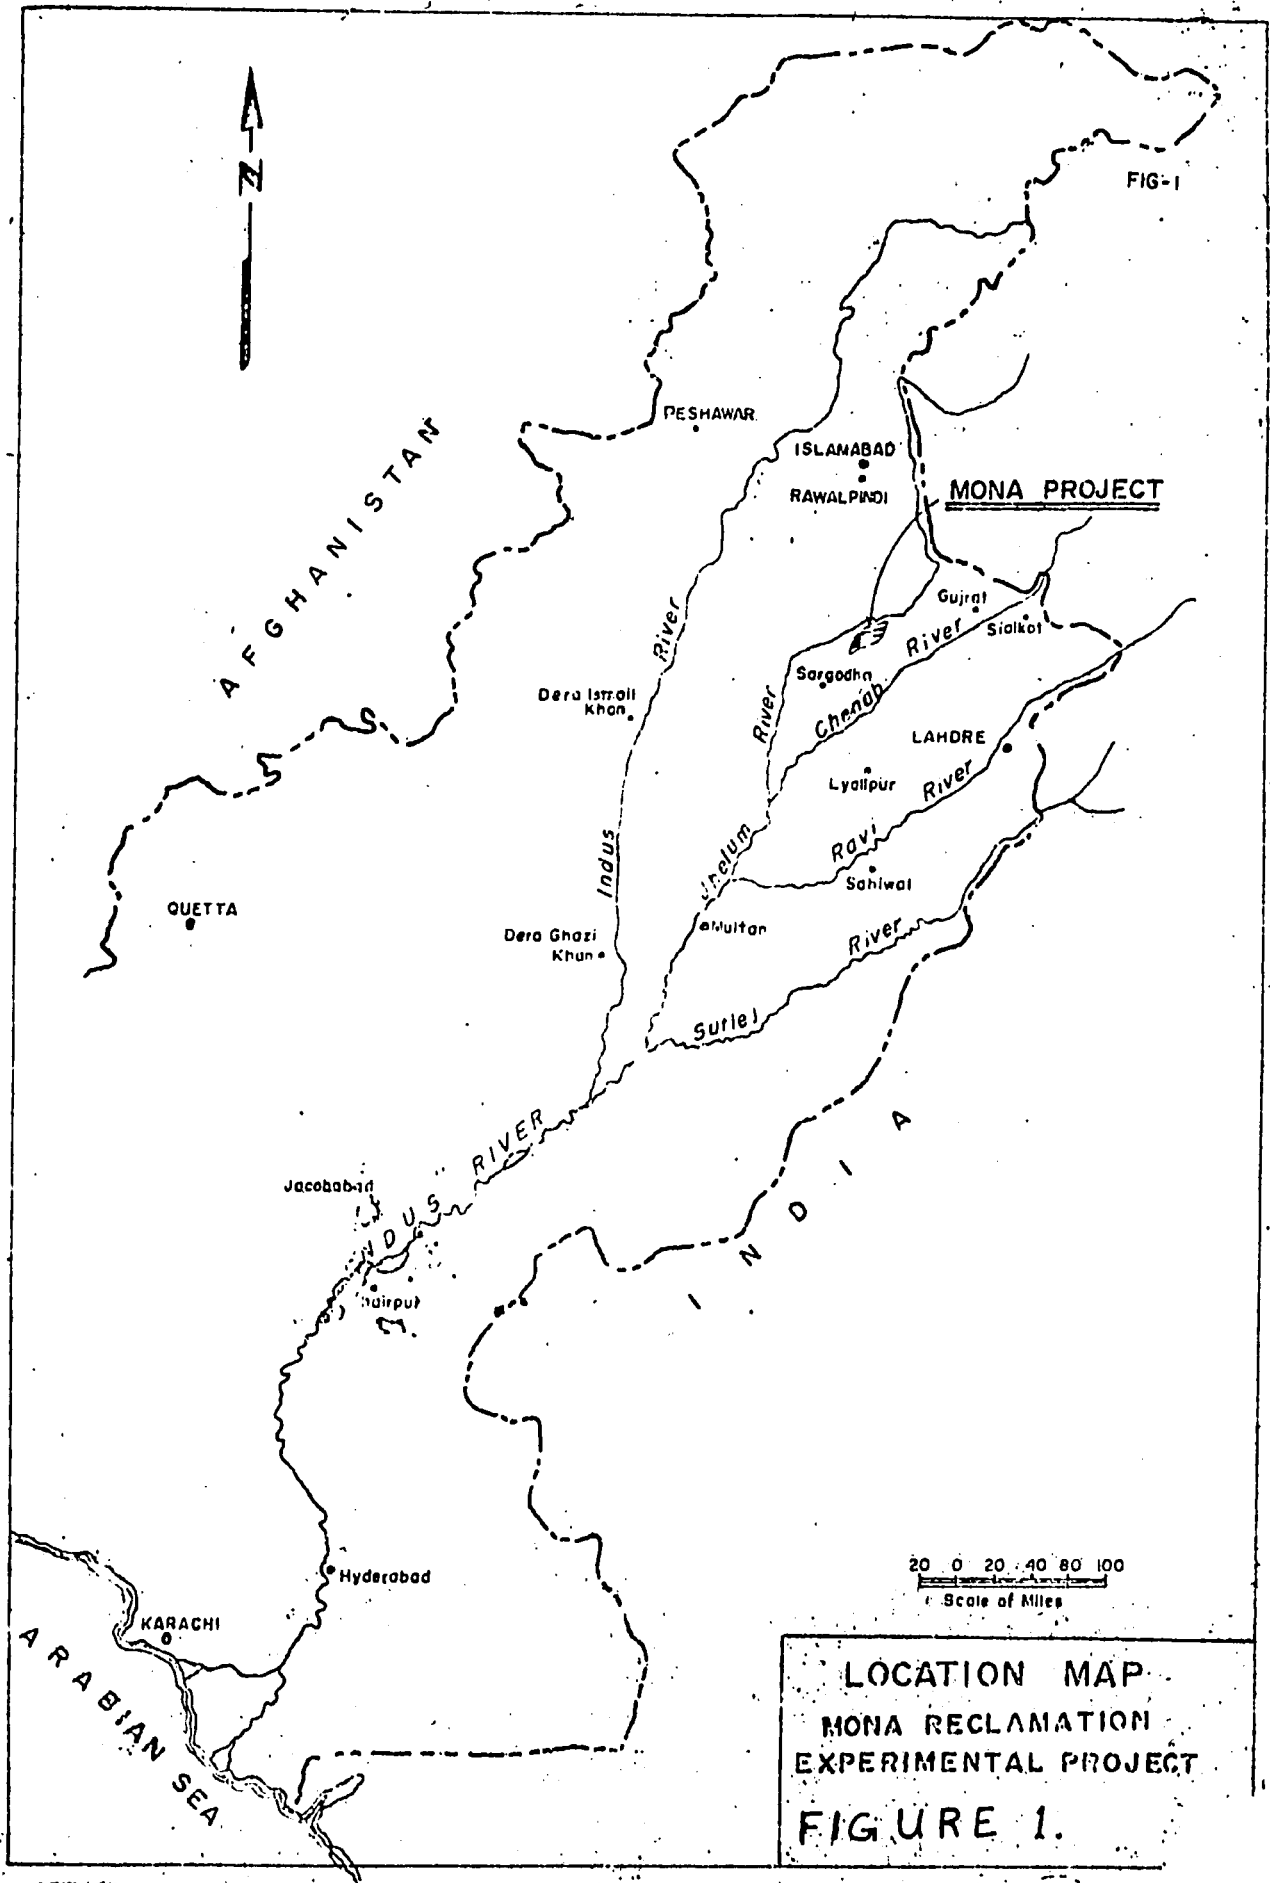 N
FIG-1
PESHAWAR
ISLAMABAD
RAWALPINDI
MONA PROJECT
AFGHANISTAN
Gujrat
Sialkot
River
River
Sargodha
Chenab
Dera Ismail
Khan
River
LAHORE
Lyallpur
River
Indus
Jhelum
Ravi
Sahiwal
QUETTA
Multan
Dera Ghazi
Khan
River
Sutlej
INDIA
RIVER
Jacobabad
NDUS
hairpur
Hyderabad
20 0 20 40 80 100
Scale of Miles
KARACHI
ARABIAN SEA
LOCATION MAP
MONA RECLAMATION
EXPERIMENTAL PROJECT
FIGURE 1.